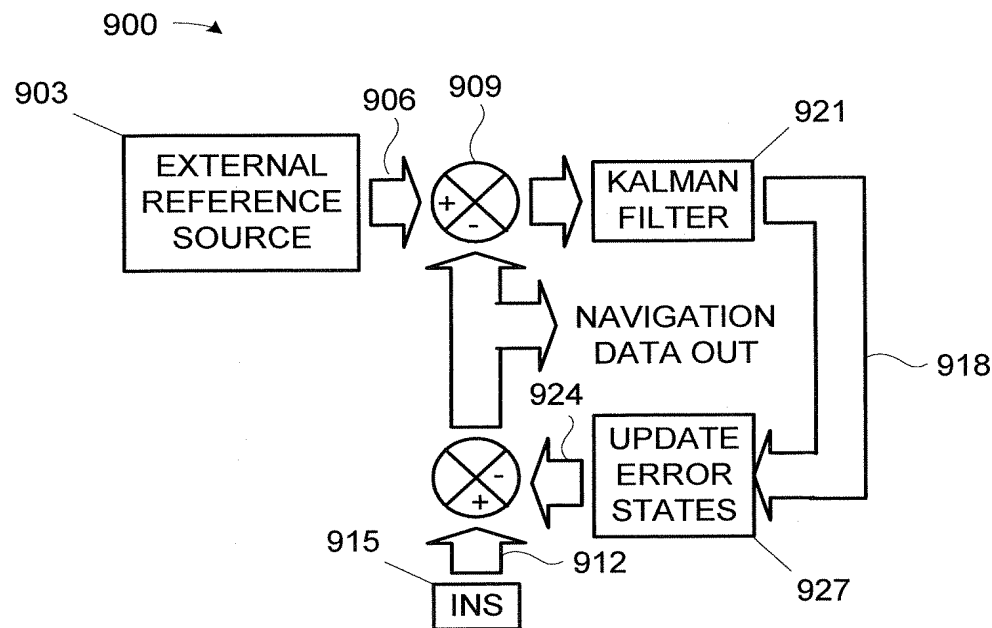 900
903
906
909
921
EXTERNAL
REFERENCE
SOURCE
+
-
KALMAN
FILTER
NAVIGATION
DATA OUT
918
924
UPDATE
ERROR
STATES
-
+
915
912
927
INS